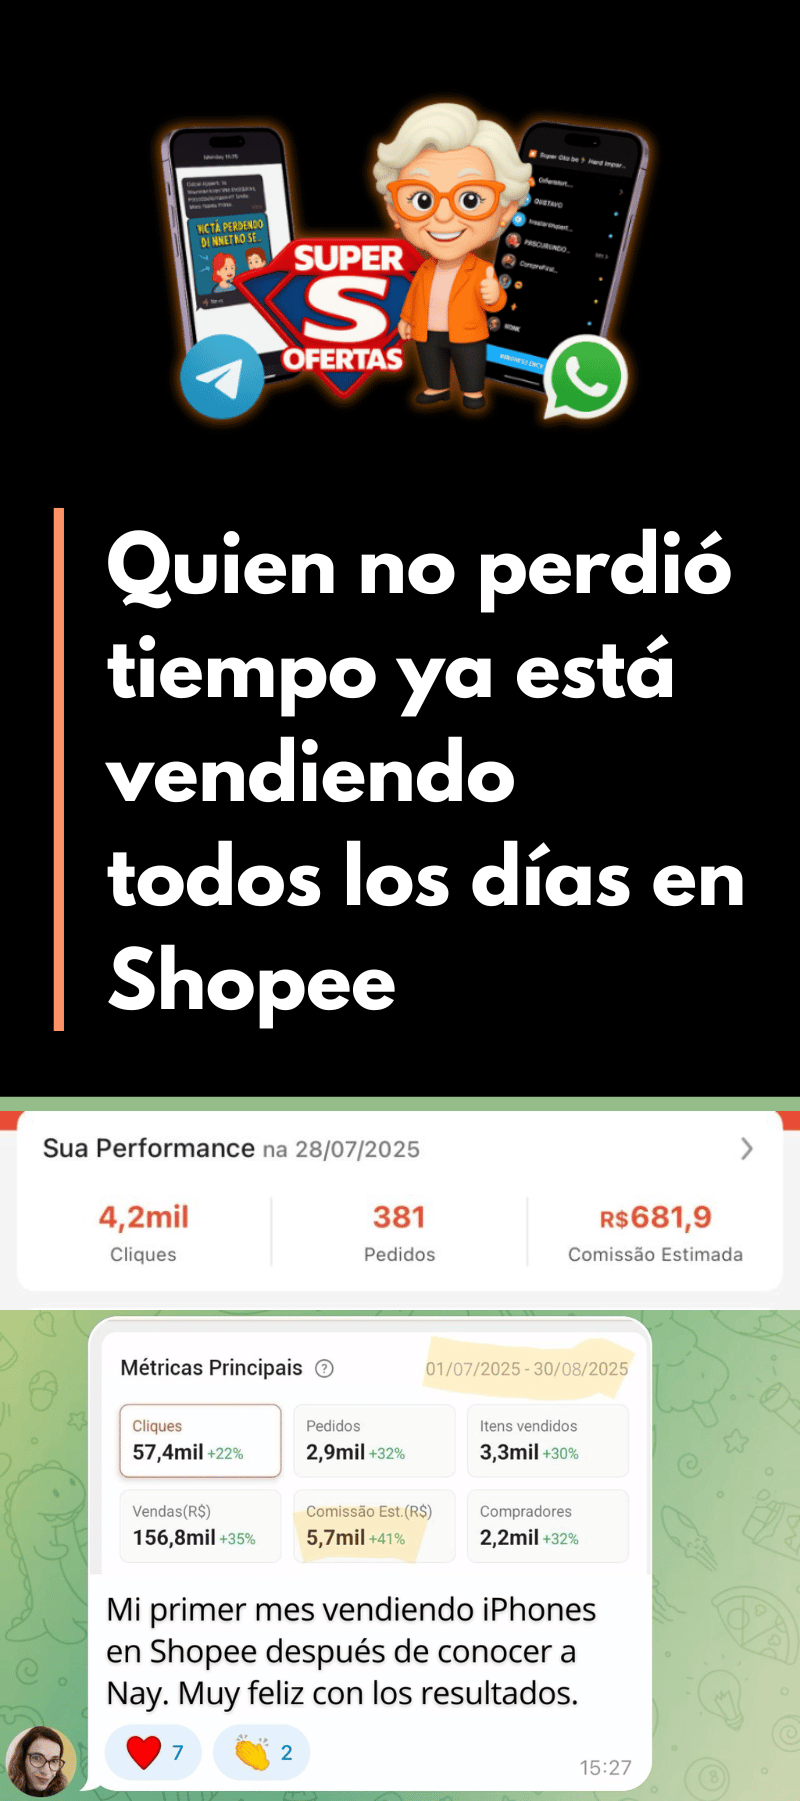 SUPER
S
OFERTAS
Quien no perdió
tiempo ya está
vendiendo
todos los días en
Shopee
Sua Performance na 28/07/2025
4,2mil 381 R$681,9
Cliques Pedidos Comissão Estimada
Métricas Principais ? 01/07/2025 - 30/08/2025
Cliques Pedidos Itens vendidos
57,4mil +22% 2,9mil +32% 3,3mil +30%
Vendas(R$) Comissão Est.(R$) Compradores
156,8mil +35% 5,7mil +41% 2,2mil +32%
Mi primer mes vendiendo iPhones
en Shopee después de conocer a
Nay. Muy feliz con los resultados.
7 2
15:27